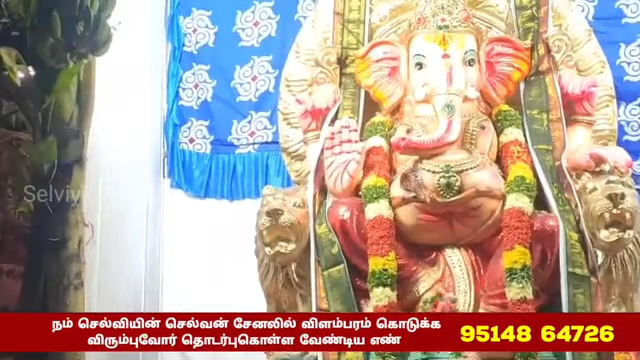 நம் செல்வியின் செல்வன் சேனலில் விளம்பரம் கொடுக்க
விரும்புவோர் தொடர்புகொள்ள வேண்டிய எண்
95148 64726